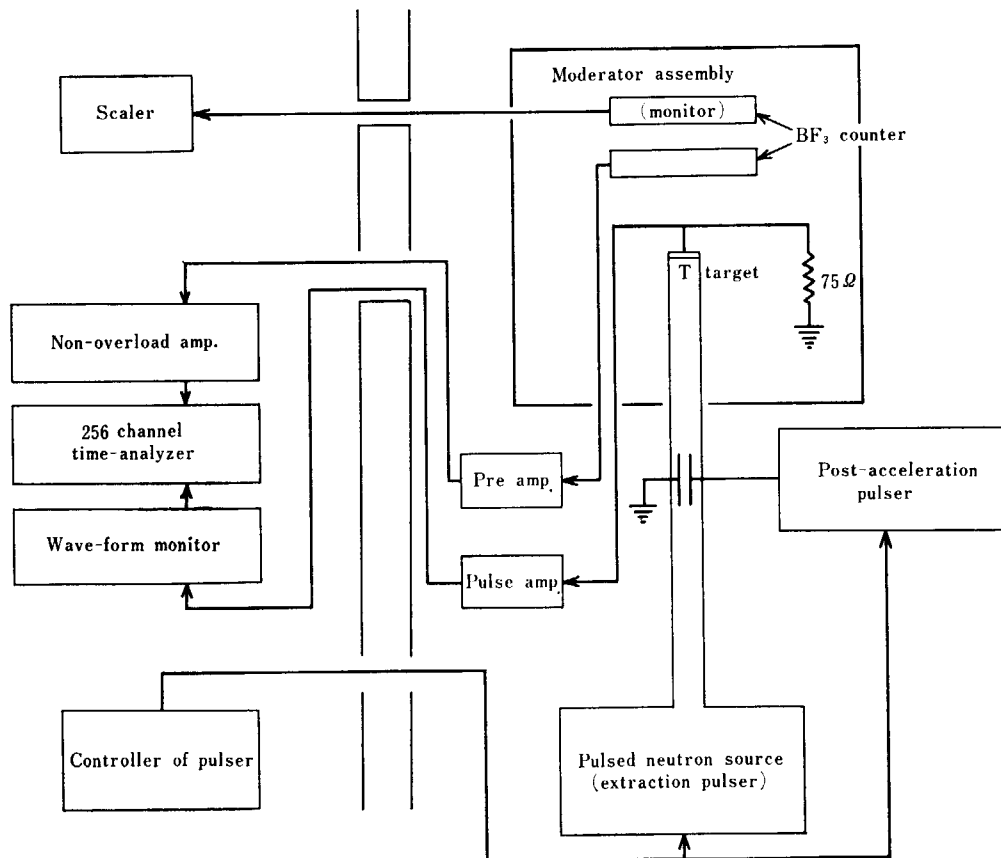 Moderator assembly
Scaler
(monitor)
BF₃ counter
T target
75Ω
Non-overload amp.
256 channel
time-analyzer
Wave-form monitor
Pre amp.
Pulse amp.
Post-acceleration
pulser
Controller of pulser
Pulsed neutron source
(extraction pulser)